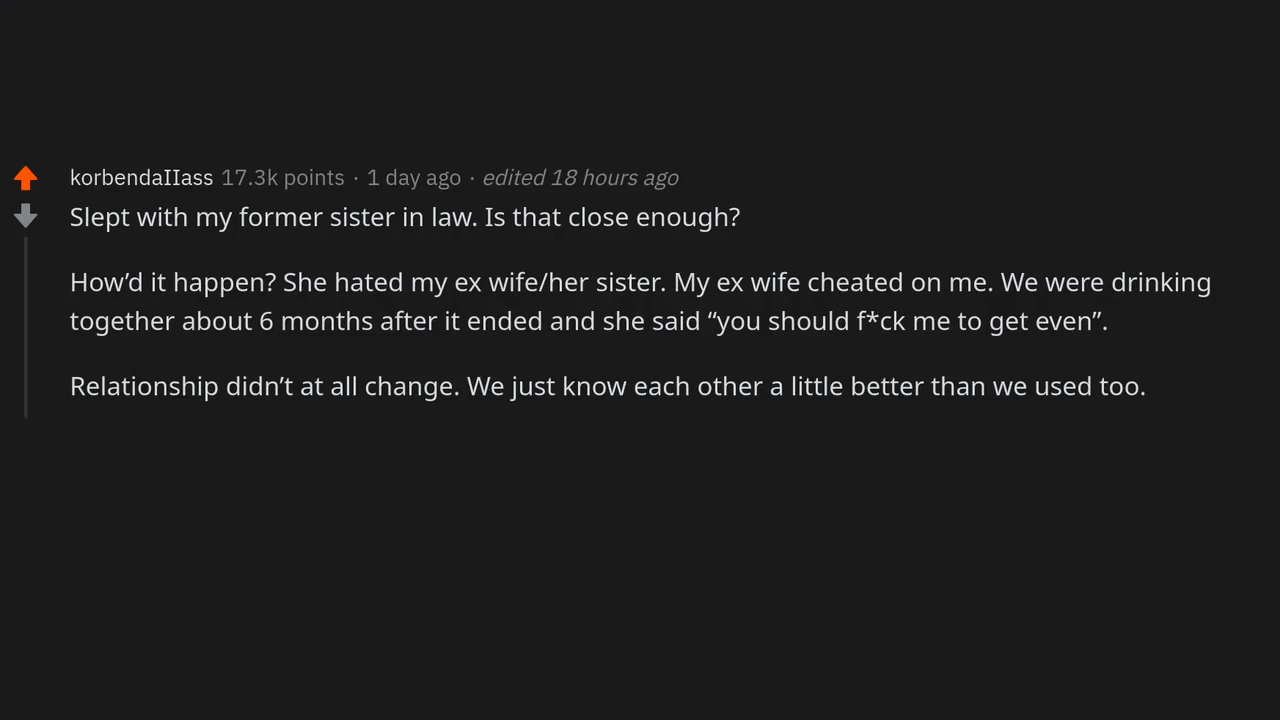 korbendaIIass 17.3k points · 1 day ago · edited 18 hours ago
Slept with my former sister in law. Is that close enough?
How’d it happen? She hated my ex wife/her sister. My ex wife cheated on me. We were drinking
together about 6 months after it ended and she said “you should f*ck me to get even”.
Relationship didn’t at all change. We just know each other a little better than we used too.